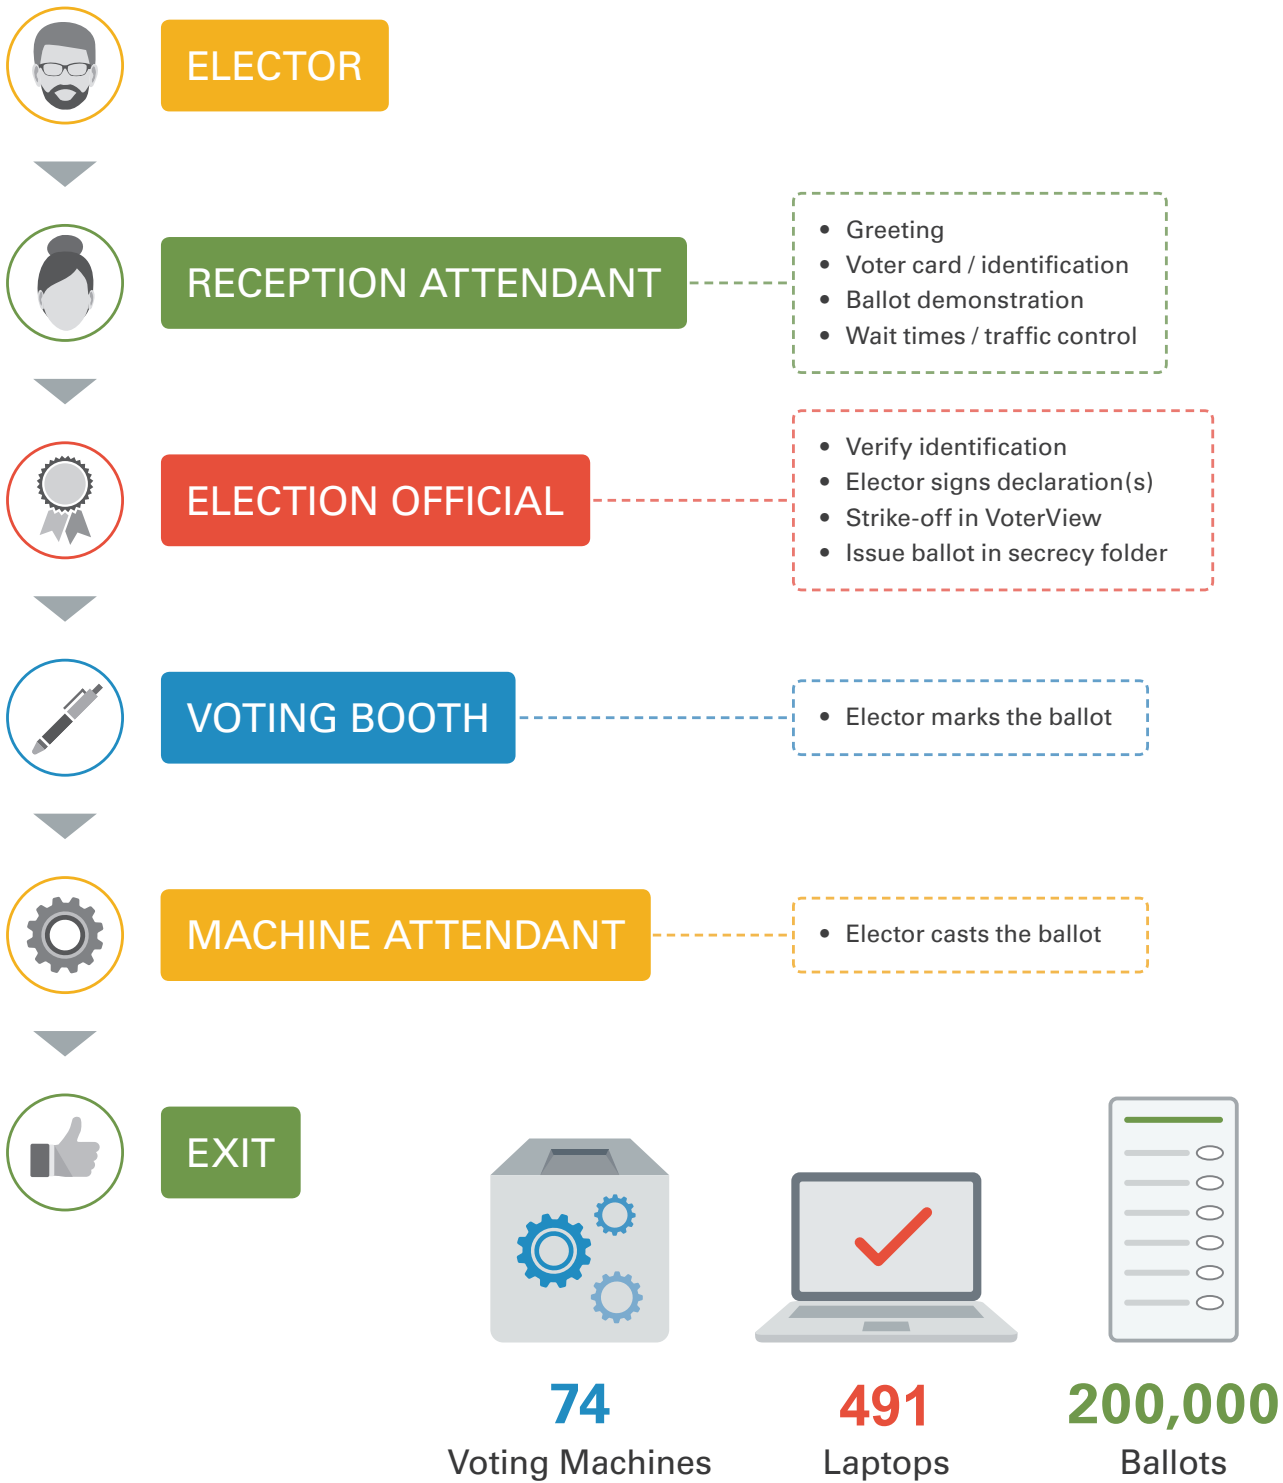 ELECTOR
RECEPTION ATTENDANT
• Greeting
• Voter card / identification
• Ballot demonstration
• Wait times / traffic control
ELECTION OFFICIAL
• Verify identification
• Elector signs declaration(s)
• Strike-off in VoterView
• Issue ballot in secrecy folder
VOTING BOOTH
• Elector marks the ballot
MACHINE ATTENDANT
• Elector casts the ballot
EXIT
74
Voting Machines
491
Laptops
200,000
Ballots